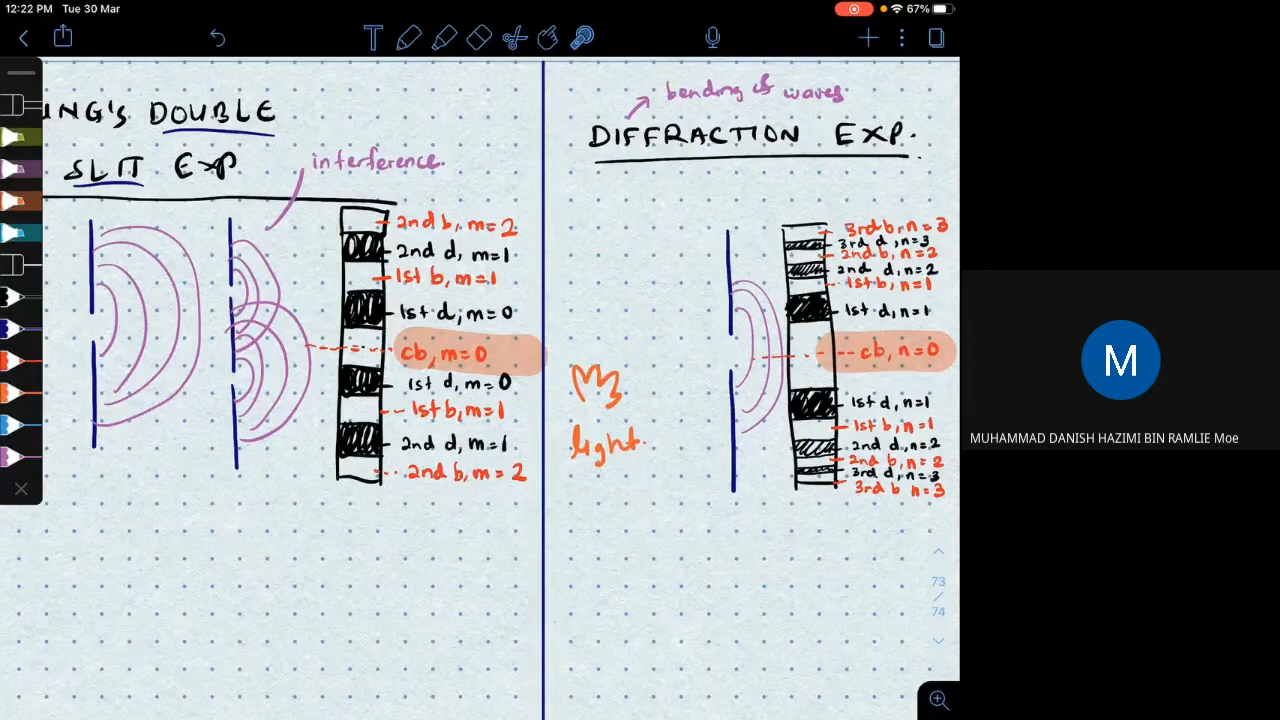 12:22 PM Tue 30 Mar
67%
UNG'S DOUBLE
SLIT EXP
interference.
2nd b, m=2
2nd d, m=1
1st b, m=1
1st d, m=0
cb, m=0
1st d, m=0
1st b, m=1
2nd d, m=1
2nd b, m=2
bending of waves
DIFFRACTION EXP.
light.
3rd b, n=3
3rd d, n=3
2nd b, n=2
2nd d, n=2
1st b, n=1
1st d, n=1
cb, n=0
1st d, n=1
1st b, n=1
2nd d, n=2
2nd b, n=2
3rd d, n=3
3rd b n=3
73
/
74
M
MUHAMMAD DANISH HAZIMI BIN RAMLIE Moe